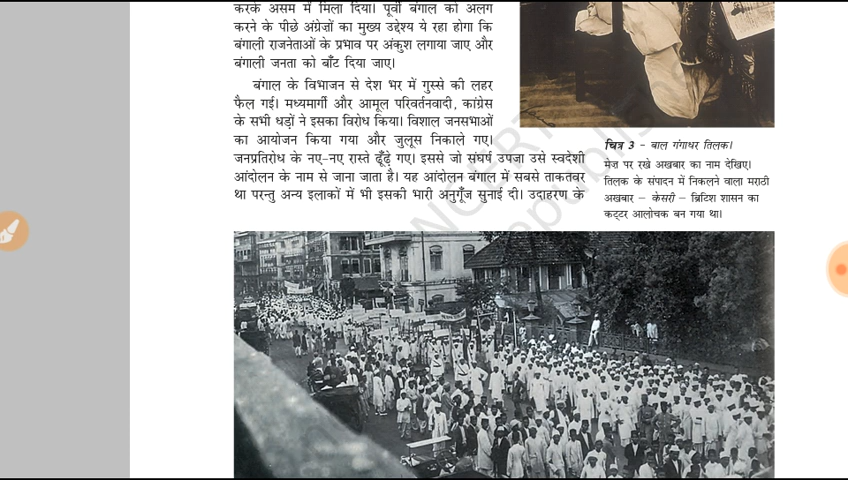 करके असम में मिला दिया। पूर्वी बंगाल को अलग
करने के पीछे अंग्रेजों का मुख्य उद्देश्य ये रहा होगा कि
बंगाली राजनेताओं के प्रभाव पर अंकुश लगाया जाए और
बंगाली जनता को बाँट दिया जाए।
बंगाल के विभाजन से देश भर में गुस्से की लहर
फैल गई। मध्यमार्गी और आमूल परिवर्तनवादी, कांग्रेस
के सभी धड़ों ने इसका विरोध किया। विशाल जनसभाओं
का आयोजन किया गया और जुलूस निकाले गए।
जनप्रतिरोध के नए-नए रास्ते ढूँढ़े गए। इससे जो संघर्ष उपजा उसे स्वदेशी
आंदोलन के नाम से जाना जाता है। यह आंदोलन बंगाल में सबसे ताकतवर
था परन्तु अन्य इलाकों में भी इसकी भारी अनुगूँज सुनाई दी। उदाहरण के
चित्र 3 – बाल गंगाधर तिलक।
मेज पर रखे अखबार का नाम देखिए।
तिलक के संपादन में निकलने वाला मराठी
अखबार – केसरी – ब्रिटिश शासन का
कट्टर आलोचक बन गया था।